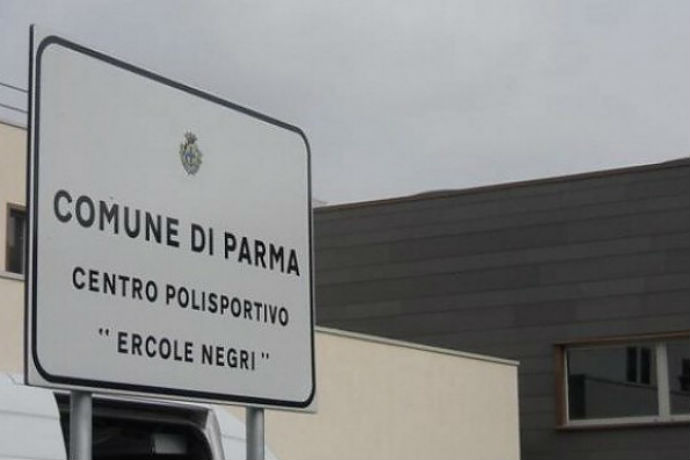 COMUNE DI PARMA
CENTRO POLISPORTIVO
" ERCOLE NEGRI "